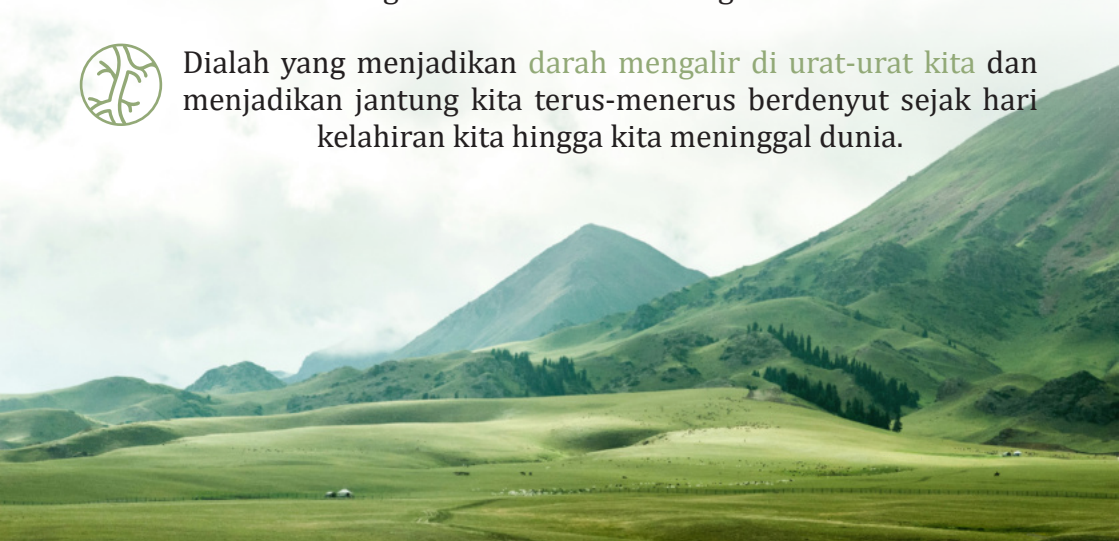 Dialah yang menjadikan darah mengalir di urat-urat kita dan
menjadikan jantung kita terus-menerus berdenyut sejak hari
kelahiran kita hingga kita meninggal dunia.